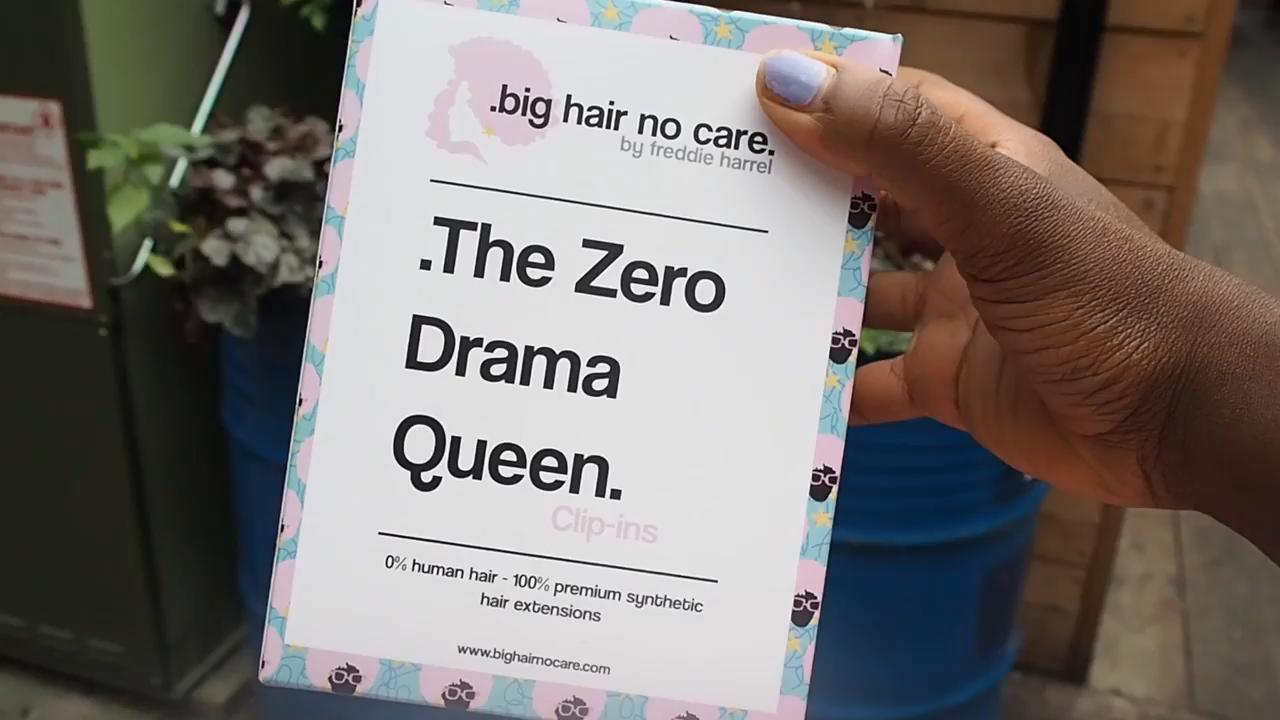 .big hair no care.
by freddie harrel
.The Zero
Drama
Queen.
Clip-ins
0% human hair - 100% premium synthetic
hair extensions
www.bighairnocare.com